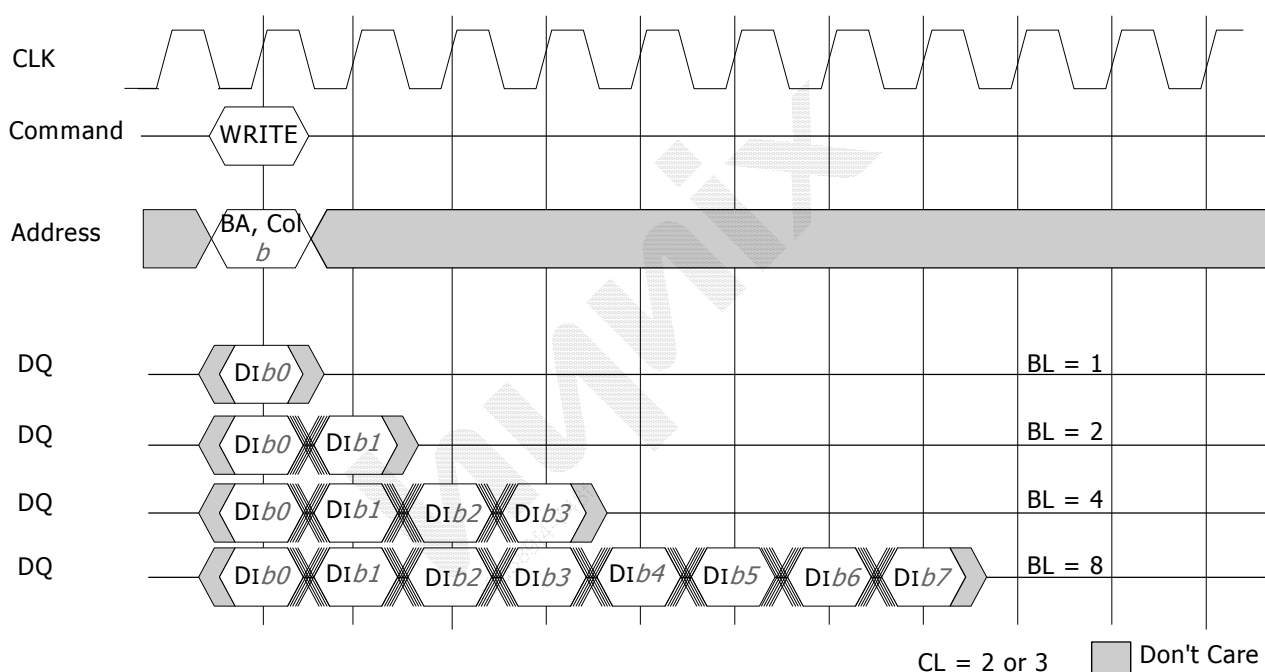 CLK
Command WRITE
Address BA, Col
b
DQ DIb0 BL = 1
DQ DIb0 DIb1 BL = 2
DQ DIb0 DIb1 DIb2 DIb3 BL = 4
DQ DIb0 DIb1 DIb2 DIb3 DIb4 DIb5 DIb6 DIb7 BL = 8
CL = 2 or 3 Don't Care